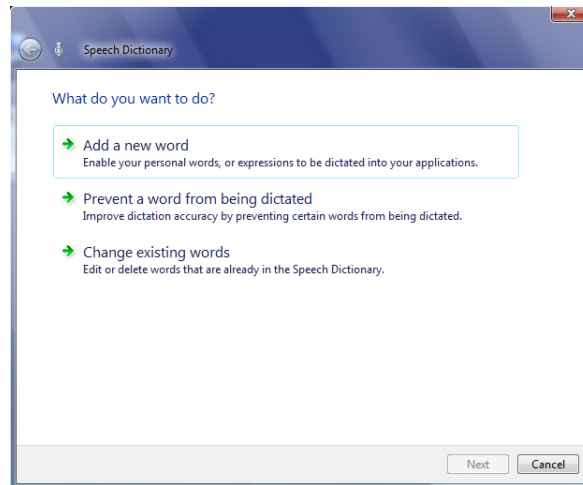 Speech Dictionary
What do you want to do?
Add a new word
Enable your personal words, or expressions to be dictated into your applications.
Prevent a word from being dictated
Improve dictation accuracy by preventing certain words from being dictated.
Change existing words
Edit or delete words that are already in the Speech Dictionary.
Next Cancel